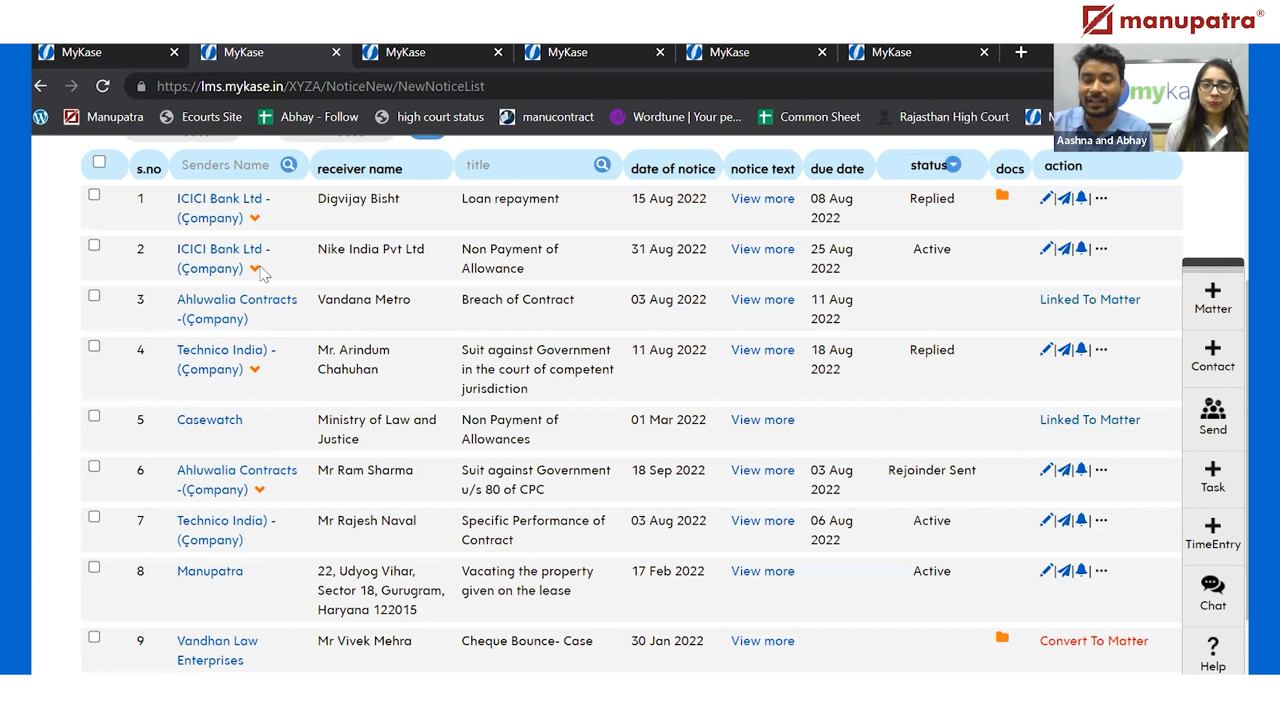 manupatra®
MyKase MyKase MyKase MyKase MyKase MyKase
https://lms.mykase.in/XYZA/NoticeNew/NewNoticeList
Manupatra Ecourts Site Abhay - Follow high court status manucontract Wordtune | Your pe... Common Sheet Rajasthan High Court
myka
Aashna and Abhay
s.no Senders Name receiver name title date of notice notice text due date status docs action
1 ICICI Bank Ltd - Digvijay Bisht Loan repayment 15 Aug 2022 View more 08 Aug Replied
(Çompany) 2022
2 ICICI Bank Ltd - Nike India Pvt Ltd Non Payment of 31 Aug 2022 View more 25 Aug Active
(Çompany) Allowance 2022
3 Ahluwalia Contracts Vandana Metro Breach of Contract 03 Aug 2022 View more 11 Aug Linked To Matter
-(Çompany) 2022
4 Technico India) - Mr. Arindum Suit against Government 11 Aug 2022 View more 18 Aug Replied
(Çompany) Chahuhan in the court of competent 2022
jurisdiction
5 Casewatch Ministry of Law and Non Payment of 01 Mar 2022 View more Linked To Matter
Justice Allowances
6 Ahluwalia Contracts Mr Ram Sharma Suit against Government 18 Sep 2022 View more 03 Aug Rejoinder Sent
-(Çompany) u/s 80 of CPC 2022
7 Technico India) - Mr Rajesh Naval Specific Performance of 03 Aug 2022 View more 06 Aug Active
(Çompany) Contract 2022
8 Manupatra 22, Udyog Vihar, Vacating the property 17 Feb 2022 View more Active
Sector 18, Gurugram, given on the lease
Haryana 122015
9 Vandhan Law Mr Vivek Mehra Cheque Bounce- Case 30 Jan 2022 View more Convert To Matter
Enterprises
Matter
Contact
Send
Task
TimeEntry
Chat
Help